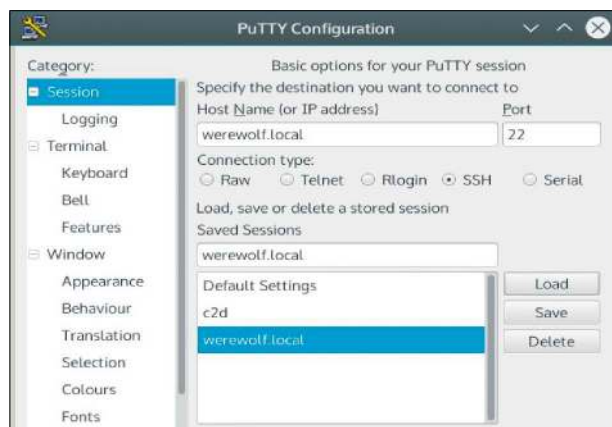 PuTTY Configuration
Category:
Session
Logging
Terminal
Keyboard
Bell
Features
Window
Appearance
Behaviour
Translation
Selection
Colours
Fonts
Basic options for your PuTTY session
Specify the destination you want to connect to
Host Name (or IP address)
Port
werewolf.local
22
Connection type:
Raw Telnet Rlogin SSH Serial
Load, save or delete a stored session
Saved Sessions
werewolf.local
Default Settings
c2d
werewolf.local
Load
Save
Delete